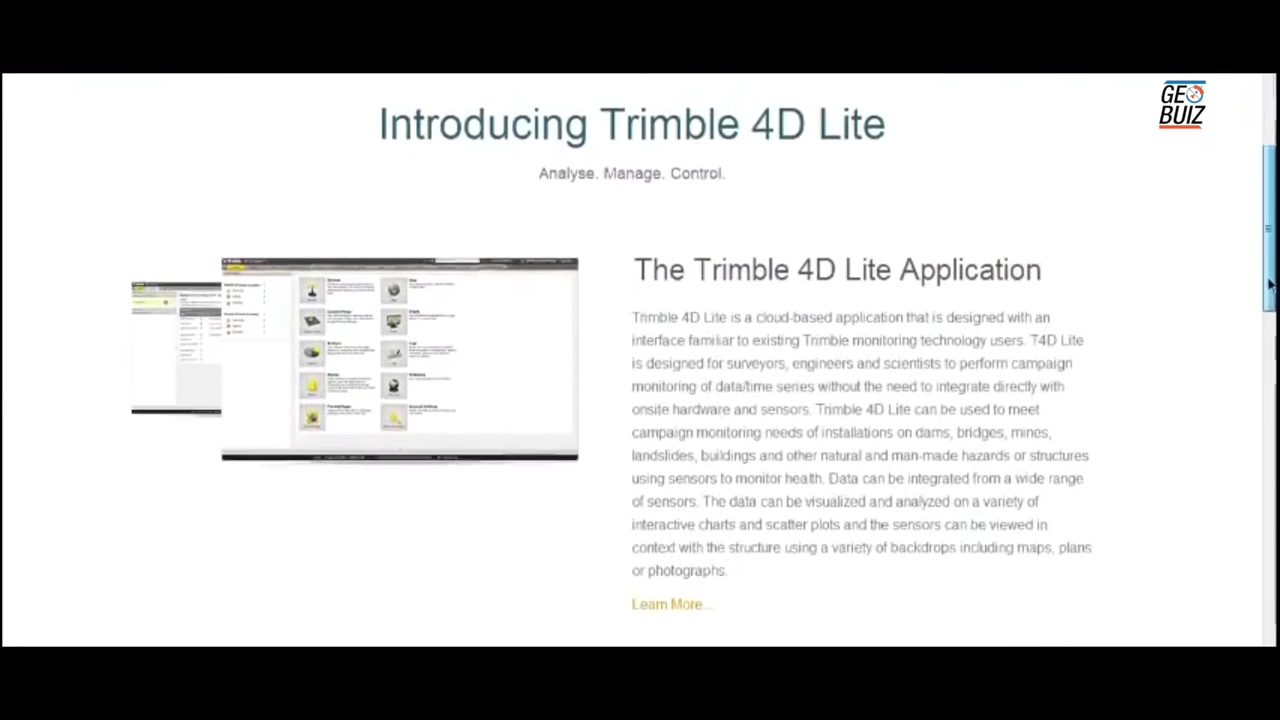 GEO
BUIZ
Introducing Trimble 4D Lite
Analyse. Manage. Control.
The Trimble 4D Lite Application
Trimble 4D Lite is a cloud-based application that is designed with an
interface familiar to existing Trimble monitoring technology users. T4D Lite
is designed for surveyors, engineers and scientists to perform campaign
monitoring of data/time series without the need to integrate directly with
onsite hardware and sensors. Trimble 4D Lite can be used to meet
campaign monitoring needs of installations on dams, bridges, mines,
landslides, buildings and other natural and man-made hazards or structures
using sensors to monitor health. Data can be integrated from a wide range
of sensors. The data can be visualized and analyzed on a variety of
interactive charts and scatter plots and the sensors can be viewed in
context with the structure using a variety of backdrops including maps, plans
or photographs.
Learn More...